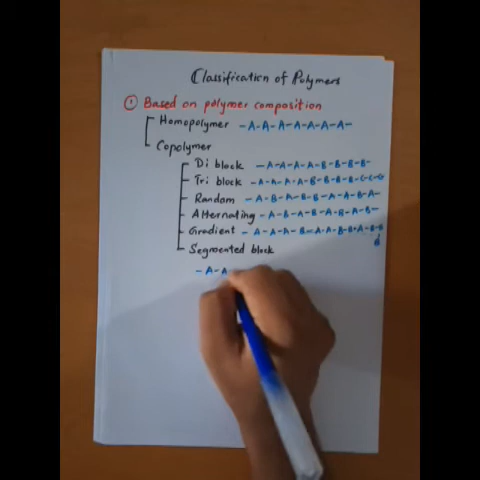 Classification of Polymers
① Based on polymer composition
Homopolymer -A-A-A-A-A-A-A-
Copolymer
Di block -A-A-A-A-B-B-B-B-
Tri block -A-A-A-A-B-B-B-B-C-C-C-
Random -A-B-A-B-B-A-A-B-A-
Alternating -A-B-A-B-A-B-A-B-
Gradient -A-A-A-B-A-A-B-B-A-B-B
Segmented block
-A-A